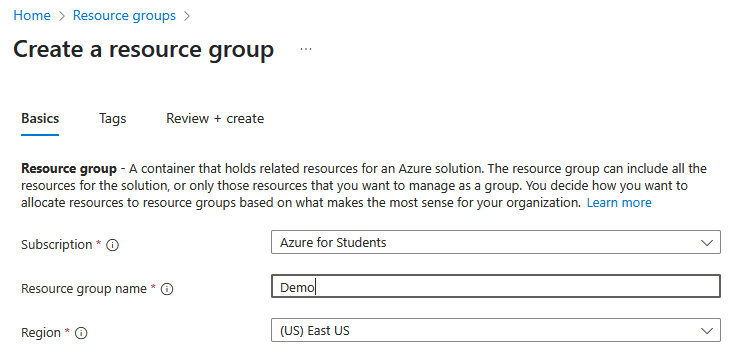 Home > Resource groups >
Create a resource group ...
Basics Tags Review + create
Resource group - A container that holds related resources for an Azure solution. The resource group can include all the
resources for the solution, or only those resources that you want to manage as a group. You decide how you want to
allocate resources to resource groups based on what makes the most sense for your organization. Learn more
Subscription * Azure for Students
Resource group name * Demo
Region * (US) East US